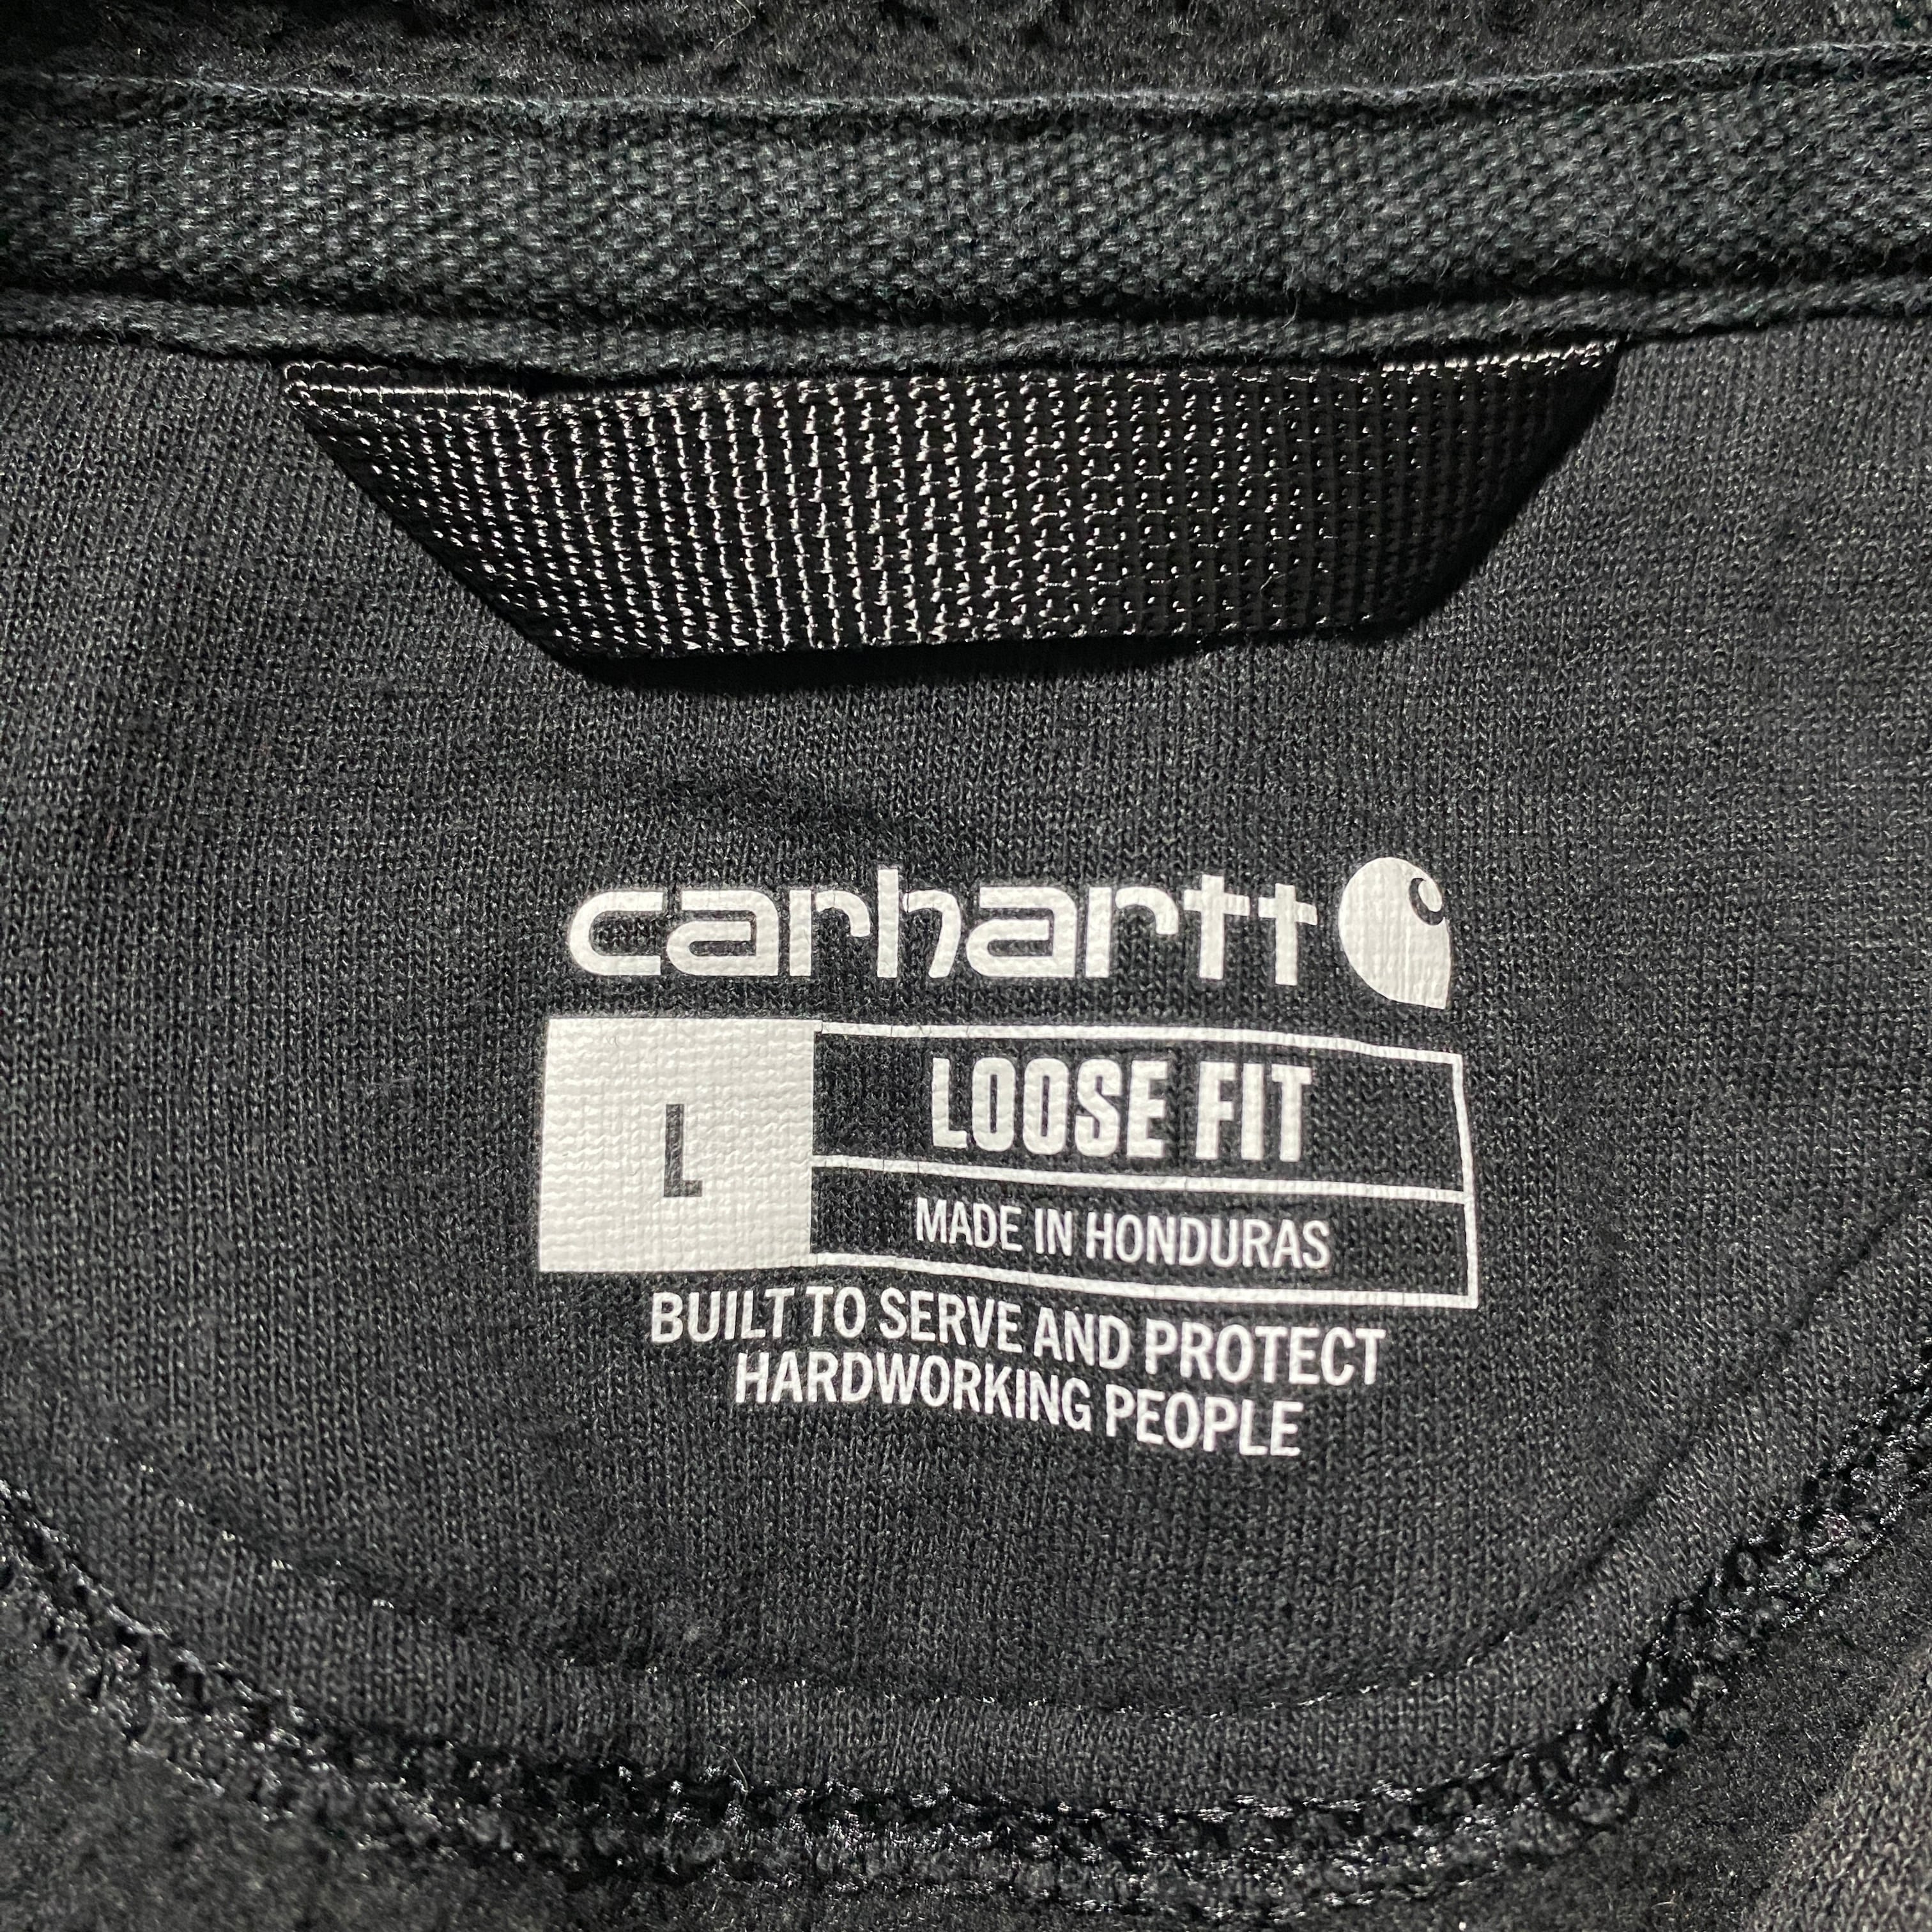 carhartt
L
LOOSE FIT
MADE IN HONDURAS
BUILT TO SERVE AND PROTECT
HARDWORKING PEOPLE